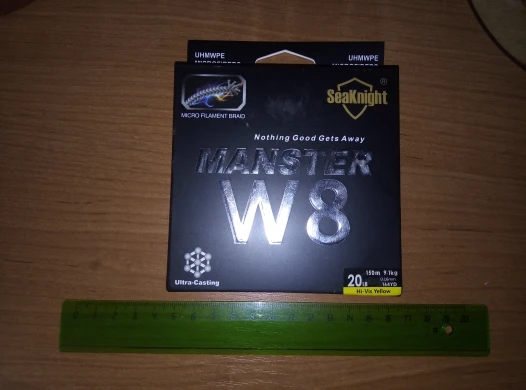 UHMWPE
UHMWPE
SeaKnight
®
MICRO FILAMENT BRAID
Nothing Good Gets Away
MANSTER
W8
Ultra-Casting
150m 9.1kg
20LB
164YD
Hi-Vis Yellow